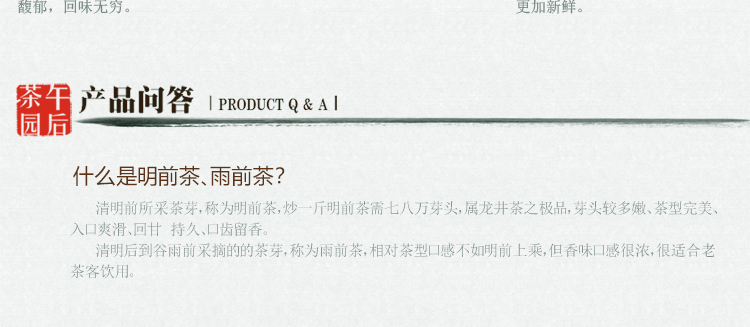 馥郁，回味无穷。
更加新鲜。
午后茶园
产品问答 | PRODUCT Q & A |
什么是明前茶、雨前茶?
清明前所采茶芽,称为明前茶,炒一斤明前茶需七八万芽头,属龙井茶之极品,芽头较多嫩、茶型完美、
入口爽滑、回甘 持久、口齿留香。
清明后到谷雨前采摘的的茶芽,称为雨前茶,相对茶型口感不如明前上乘,但香味口感很浓,很适合老
茶客饮用。